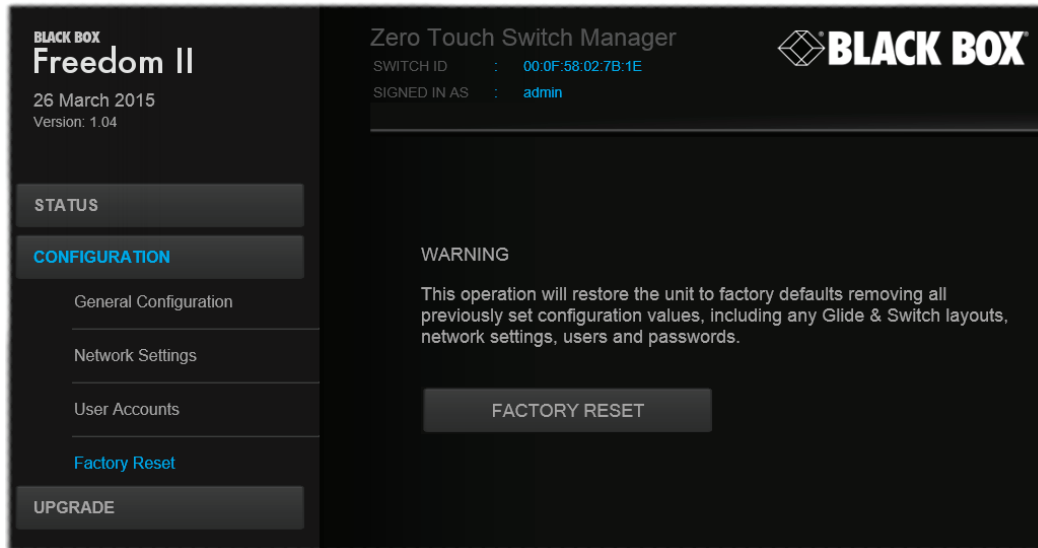 BLACK BOX
Freedom II
26 March 2015
Version: 1.04
STATUS
CONFIGURATION
General Configuration
Network Settings
User Accounts
Factory Reset
UPGRADE
Zero Touch Switch Manager
SWITCH ID : 00:0F:58:02:7B:1E
SIGNED IN AS : admin
BLACK BOX
WARNING
This operation will restore the unit to factory defaults removing all
previously set configuration values, including any Glide & Switch layouts,
network settings, users and passwords.
FACTORY RESET